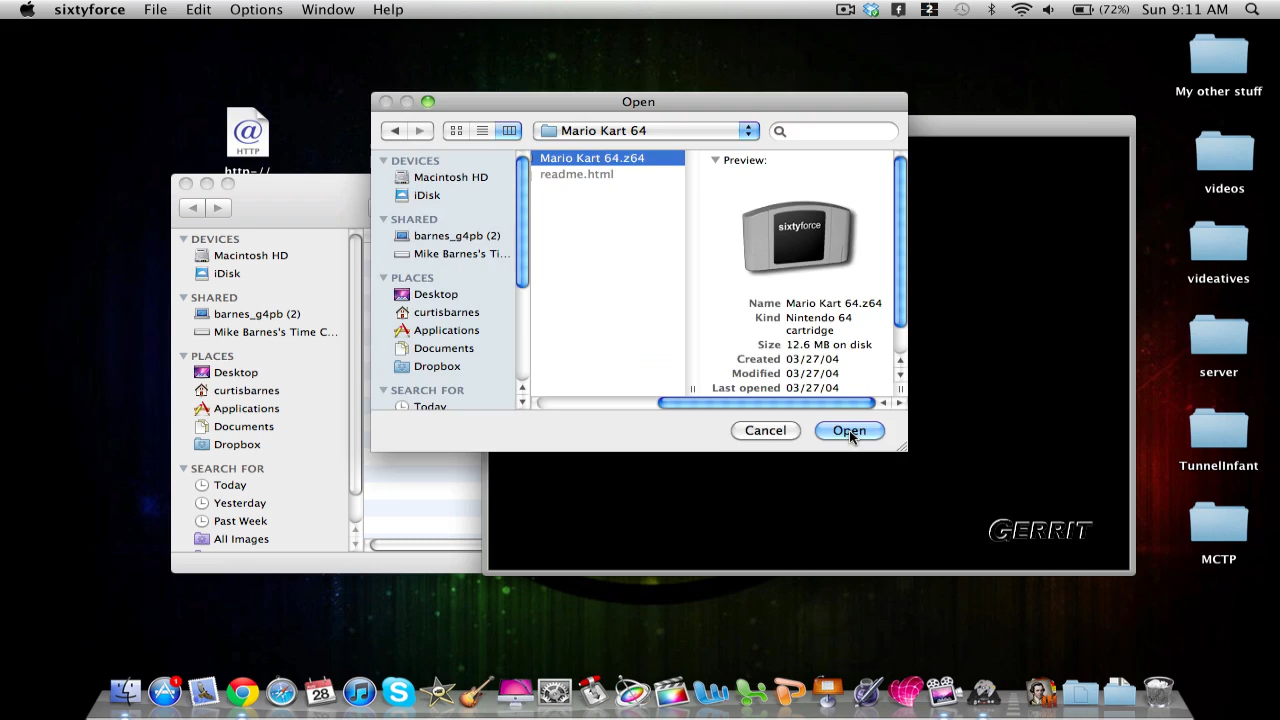 sixtyforce File Edit Options Window Help
2 (72%) Sun 9:11 AM
My other stuff
videos
videatives
server
TunnelInfant
MCTP
@
HTTP
http-//
DEVICES
Macintosh HD
iDisk
SHARED
barnes_g4pb (2)
Mike Barnes's Time C...
PLACES
Desktop
curtisbarnes
Applications
Documents
Dropbox
SEARCH FOR
Today
Yesterday
Past Week
All Images
Open
Mario Kart 64
DEVICES
Macintosh HD
iDisk
SHARED
barnes_g4pb (2)
Mike Barnes's Ti...
PLACES
Desktop
curtisbarnes
Applications
Documents
Dropbox
SEARCH FOR
Today
Mario Kart 64.z64
readme.html
Preview:
sixtyforce
Name Mario Kart 64.z64
Kind Nintendo 64
cartridge
Size 12.6 MB on disk
Created 03/27/04
Modified 03/27/04
Last opened 03/27/04
Cancel Open
GERRIT
1
28